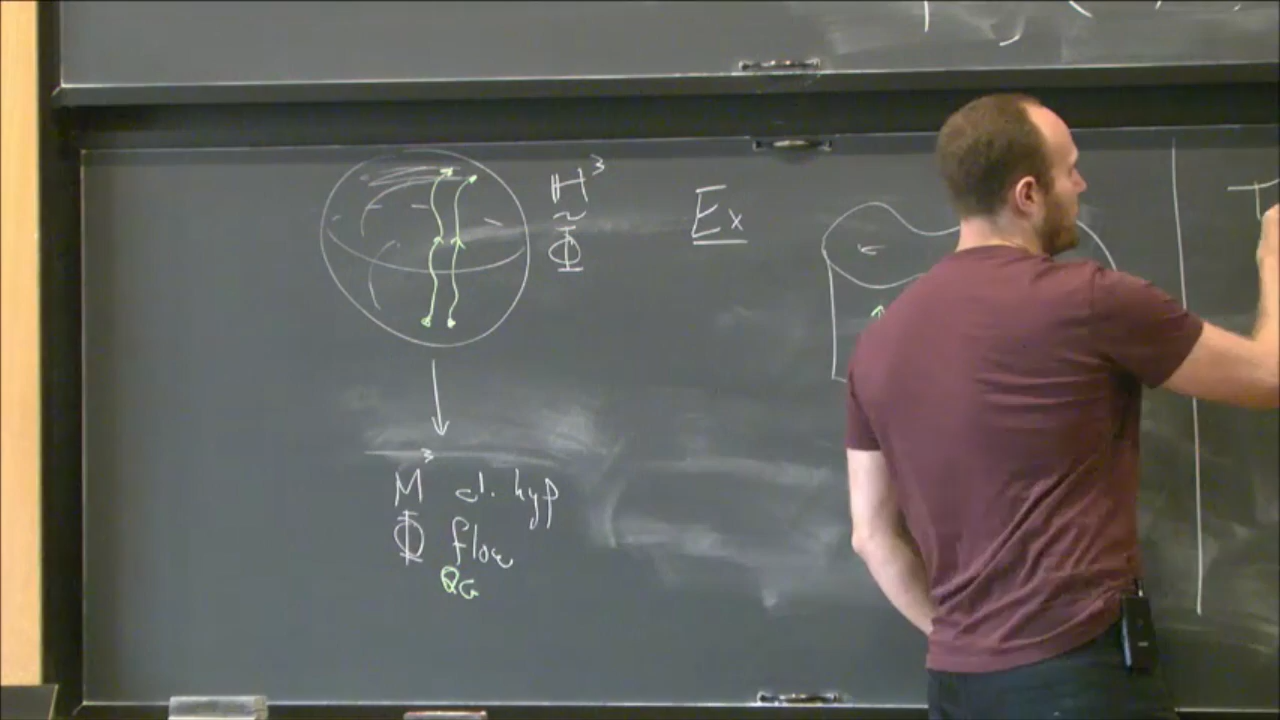 H³
Φ̃
Ex
M³ cl. hyp
Φ flow
QG
T